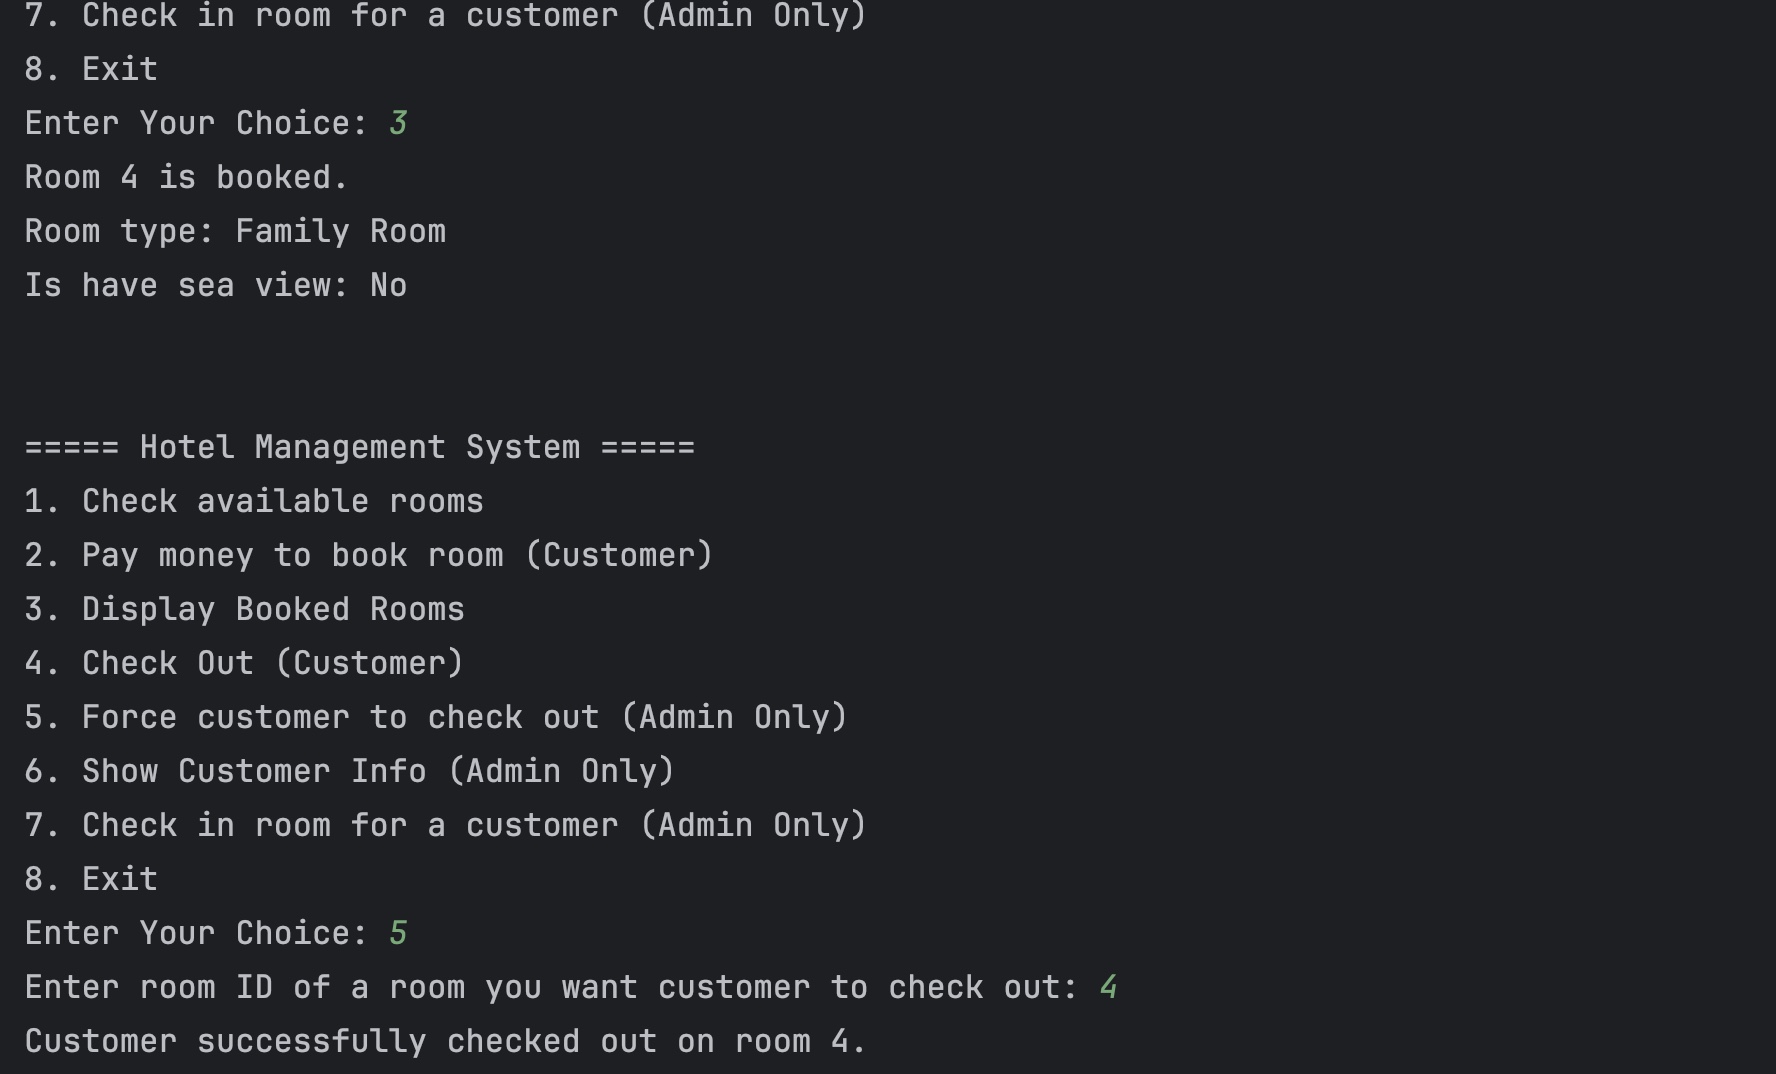 7. Check in room for a customer (Admin Only)
8. Exit
Enter Your Choice: 3
Room 4 is booked.
Room type: Family Room
Is have sea view: No
===== Hotel Management System =====
1. Check available rooms
2. Pay money to book room (Customer)
3. Display Booked Rooms
4. Check Out (Customer)
5. Force customer to check out (Admin Only)
6. Show Customer Info (Admin Only)
7. Check in room for a customer (Admin Only)
8. Exit
Enter Your Choice: 5
Enter room ID of a room you want customer to check out: 4
Customer successfully checked out on room 4.